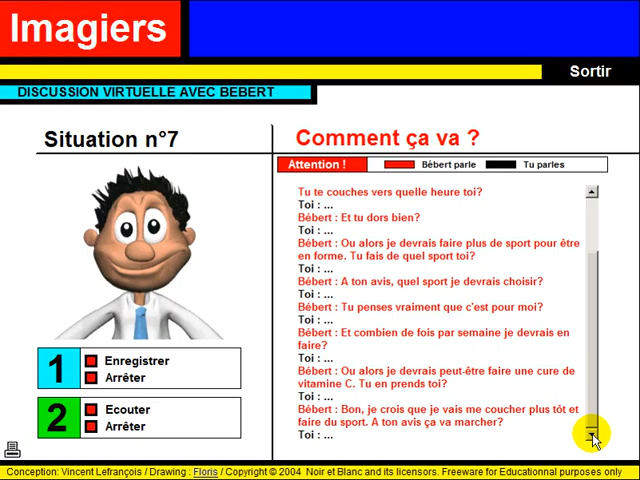 Imagiers
Sortir
DISCUSSION VIRTUELLE AVEC BEBERT
Situation n°7
Comment ça va ?
Attention !
Bébert parle
Tu parles
Tu te couches vers quelle heure toi?
Toi : ...
Bébert : Et tu dors bien?
Toi : ...
Bébert : Ou alors je devrais faire plus de sport pour être
en forme. Tu fais de quel sport toi?
Toi : ...
Bébert : A ton avis, quel sport je devrais choisir?
Toi : ...
Bébert : Tu penses vraiment que c'est pour moi?
Toi : ...
Bébert : Et combien de fois par semaine je devrais en
faire?
Toi : ...
Bébert : Ou alors je devrais peut-être faire une cure de
vitamine C. Tu en prends toi?
Toi : ...
Bébert : Bon, je crois que je vais me coucher plus tôt et
faire du sport. A ton avis ça va marcher?
Toi : ...
1
Enregistrer
Arrêter
2
Ecouter
Arrêter
Conception: Vincent Lefrançois / Drawing : Floris / Copyright © 2004 Noir et Blanc and its licensors. Freeware for Educationnal purposes only